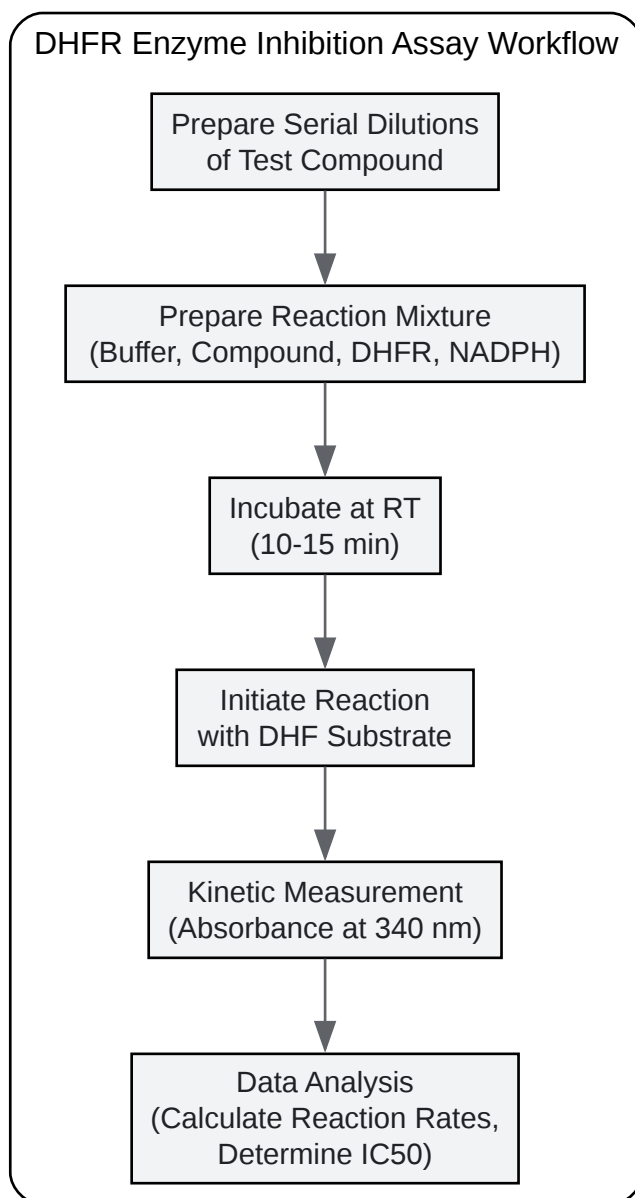 DHFR Enzyme Inhibition Assay Workflow
Prepare Serial Dilutions
of Test Compound
Prepare Reaction Mixture
(Buffer, Compound, DHFR, NADPH)
Incubate at RT
(10-15 min)
Initiate Reaction
with DHF Substrate
Kinetic Measurement
(Absorbance at 340 nm)
Data Analysis
(Calculate Reaction Rates,
Determine IC50)